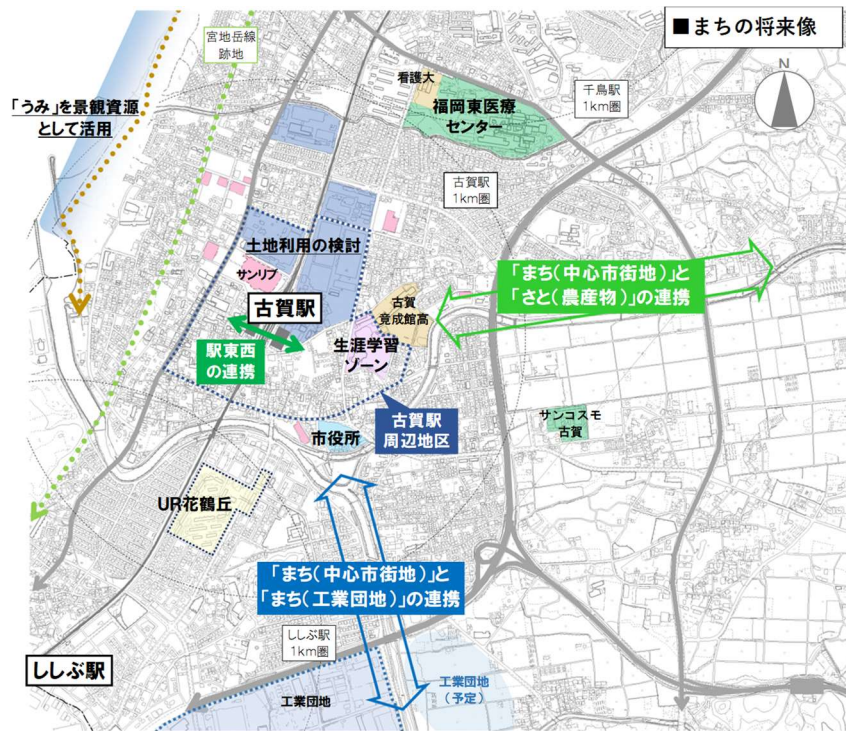 ■まちの将来像
N
宮地岳線
跡地
看護大
福岡東医療
センター
千鳥駅
1km圏
「うみ」を景観資源
として活用
古賀駅
1km圏
土地利用の検討
サンリブ
「まち(中心市街地)」と
「さと(農産物)」の連携
古賀駅
古賀
竟成館高
駅東西
の連携
生涯学習
ゾーン
古賀駅
周辺地区
サンコスモ
古賀
市役所
UR花鶴丘
「まち(中心市街地)」と
「まち(工業団地)」の連携
ししぶ駅
1km圏
ししぶ駅
工業団地
工業団地
(予定)